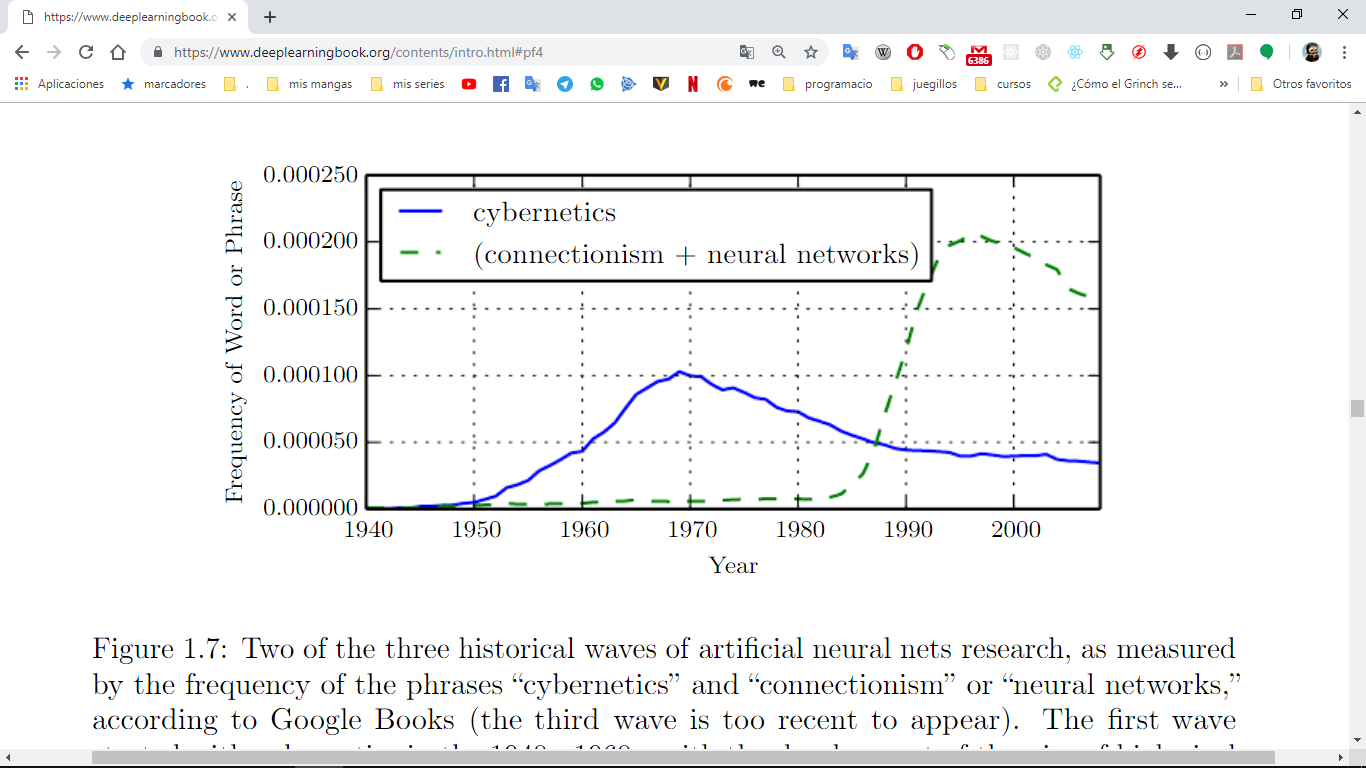 https://www.deeplearningbook.o
https://www.deeplearningbook.org/contents/intro.html#pf4
6386
Aplicaciones
marcadores
.
mis mangas
mis series
we
programacio
juegillos
cursos
¿Cómo el Grinch se...
»
Otros favoritos
0.000250
0.000200
0.000150
0.000100
0.000050
0.000000
Frequency of Word or Phrase
cybernetics
(connectionism + neural networks)
1940 1950 1960 1970 1980 1990 2000
Year
Figure 1.7: Two of the three historical waves of artificial neural nets research, as measured
by the frequency of the phrases “cybernetics” and “connectionism” or “neural networks,”
according to Google Books (the third wave is too recent to appear). The first wave